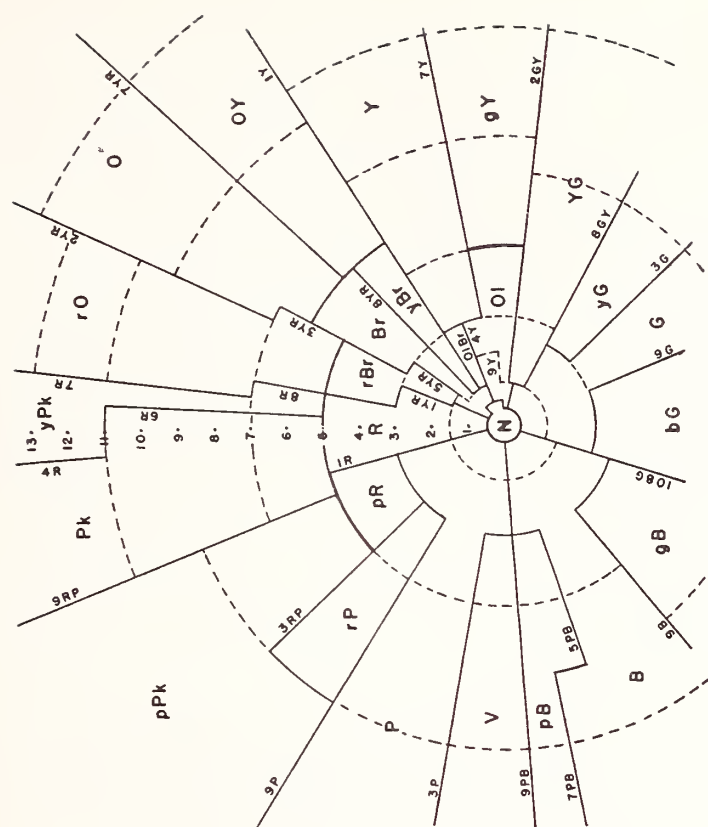 7YR
O
OY
1Y
Y
7Y
gY
2GY
YG
8GY
yG
3G
G
9G
bG
10BG
gB
9B
B
5PB
7PB
pB
9PB
V
3P
P
9P
rP
3RP
pPk
9RP
Pk
4R
yPk
7R
rO
2YR
13.
12.
11.
10.
9.
8.
7.
6.
5.
4.
3.
2.
1.
6R
8R
3YR
8YR
Br
yBr
rBr
5YR
1YR
R
1R
pR
OlBr
4Y
9Y
Ol
N